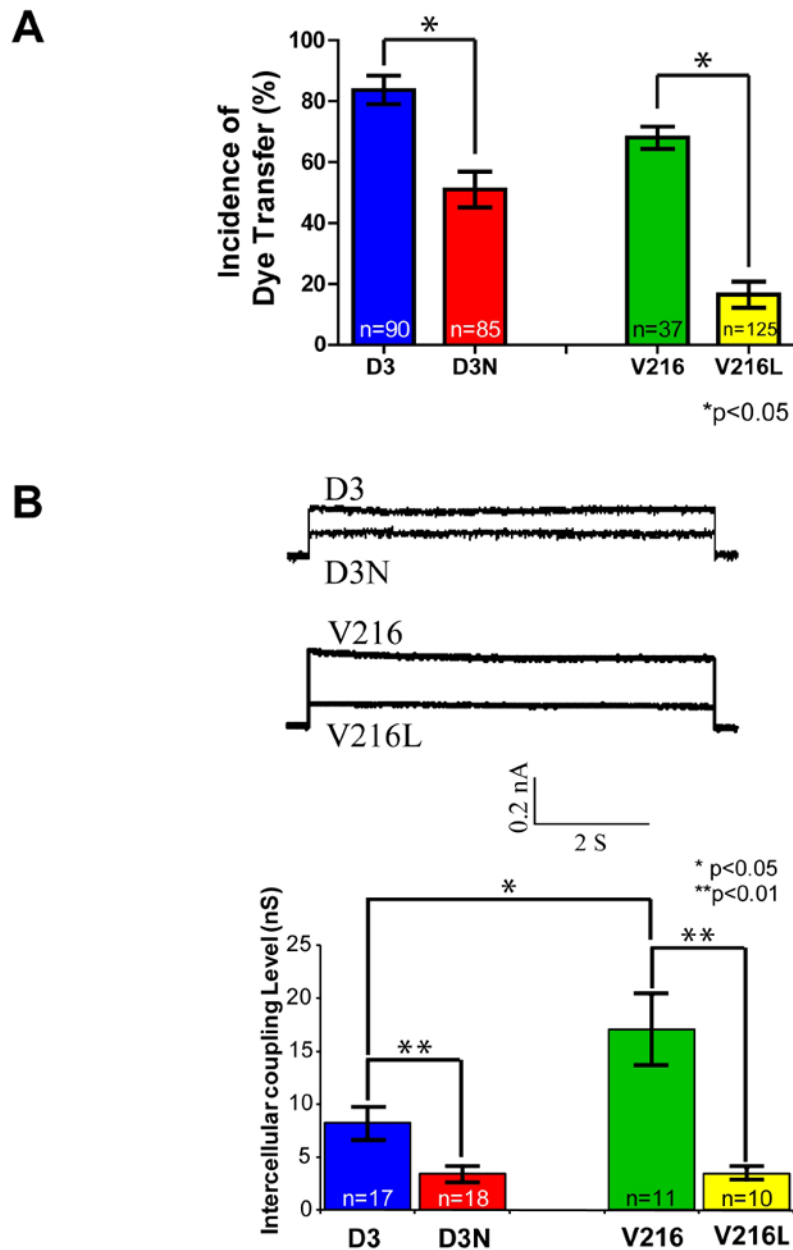 A
Incidence of
Dye Transfer (%)
100
80
60
40
20
0
*
*
n=90
n=85
n=37
n=125
D3
D3N
V216
V216L
*p<0.05
B
D3
D3N
V216
V216L
0.2 nA
2 S
* p<0.05
**p<0.01
Intercellular coupling Level (nS)
25
20
15
10
5
0
*
**
**
n=17
n=18
n=11
n=10
D3
D3N
V216
V216L